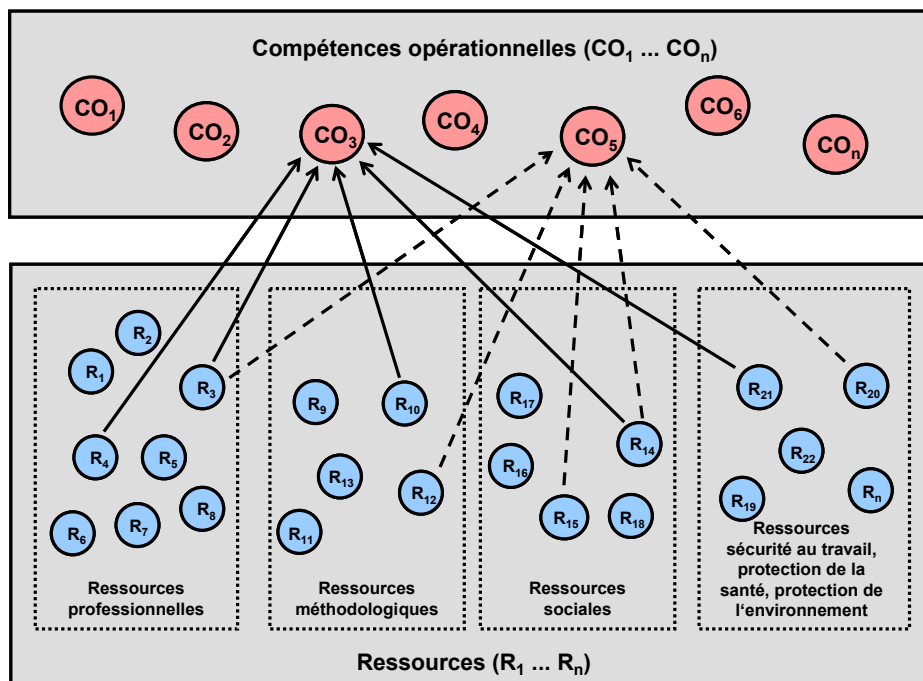 Compétences opérationnelles (CO₁ ... COₙ)
CO₁
CO₂
CO₃
CO₄
CO₅
CO₆
COₙ
R₂
R₁
R₃
R₄
R₅
R₆
R₇
R₈
Ressources
professionnelles
R₉
R₁₀
R₁₃
R₁₂
R₁₁
Ressources
méthodologiques
R₁₇
R₁₄
R₁₆
R₁₅
R₁₈
Ressources
sociales
R₂₁
R₂₀
R₂₂
R₁₉
Rₙ
Ressources
sécurité au travail,
protection de la
santé, protection de
l‘environnement
Ressources (R₁ ... Rₙ)